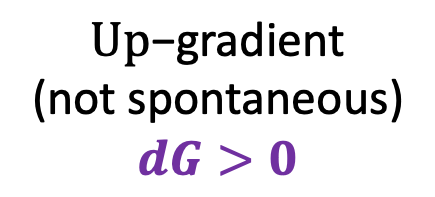 Up−gradient
(not spontaneous)
dG > 0